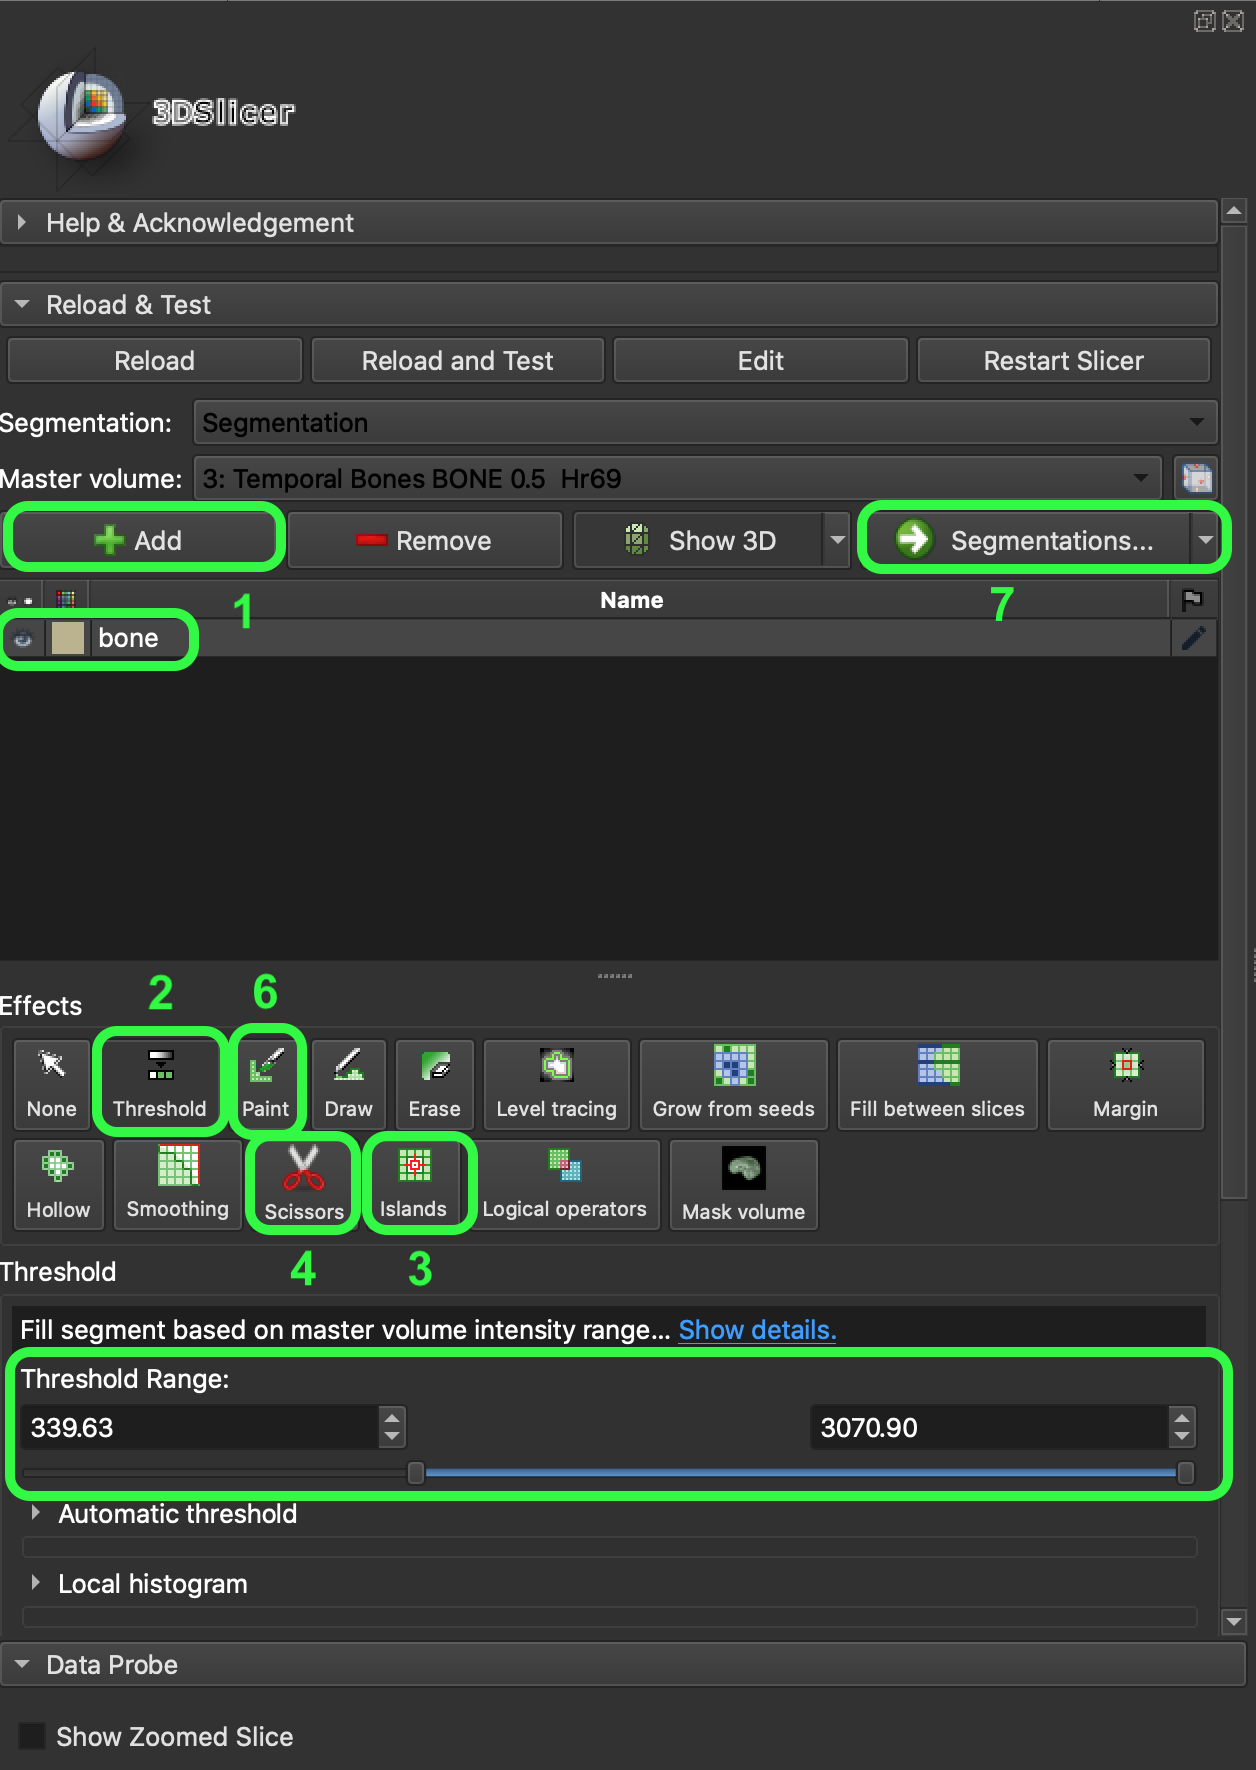 3DSlicer
Help & Acknowledgement
Reload & Test
Reload Reload and Test Edit Restart Slicer
Segmentation: Segmentation
Master volume: 3: Temporal Bones BONE 0.5 Hr69
Add Remove Show 3D Segmentations...
1 Name 7
bone
2 6
Effects
None Threshold Paint Draw Erase Level tracing Grow from seeds Fill between slices Margin
Hollow Smoothing Scissors Islands Logical operators Mask volume
4 3
Threshold
Fill segment based on master volume intensity range... Show details.
Threshold Range:
339.63 3070.90
Automatic threshold
Local histogram
Data Probe
Show Zoomed Slice